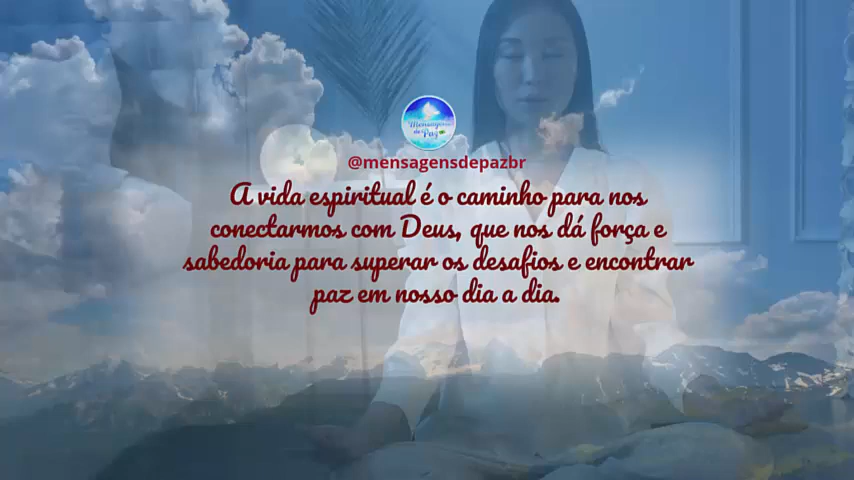 Mensagens
de Paz
@mensagensdepazbr
A vida espiritual é o caminho para nos
conectarmos com Deus, que nos dá força e
sabedoria para superar os desafios e encontrar
paz em nosso dia a dia.